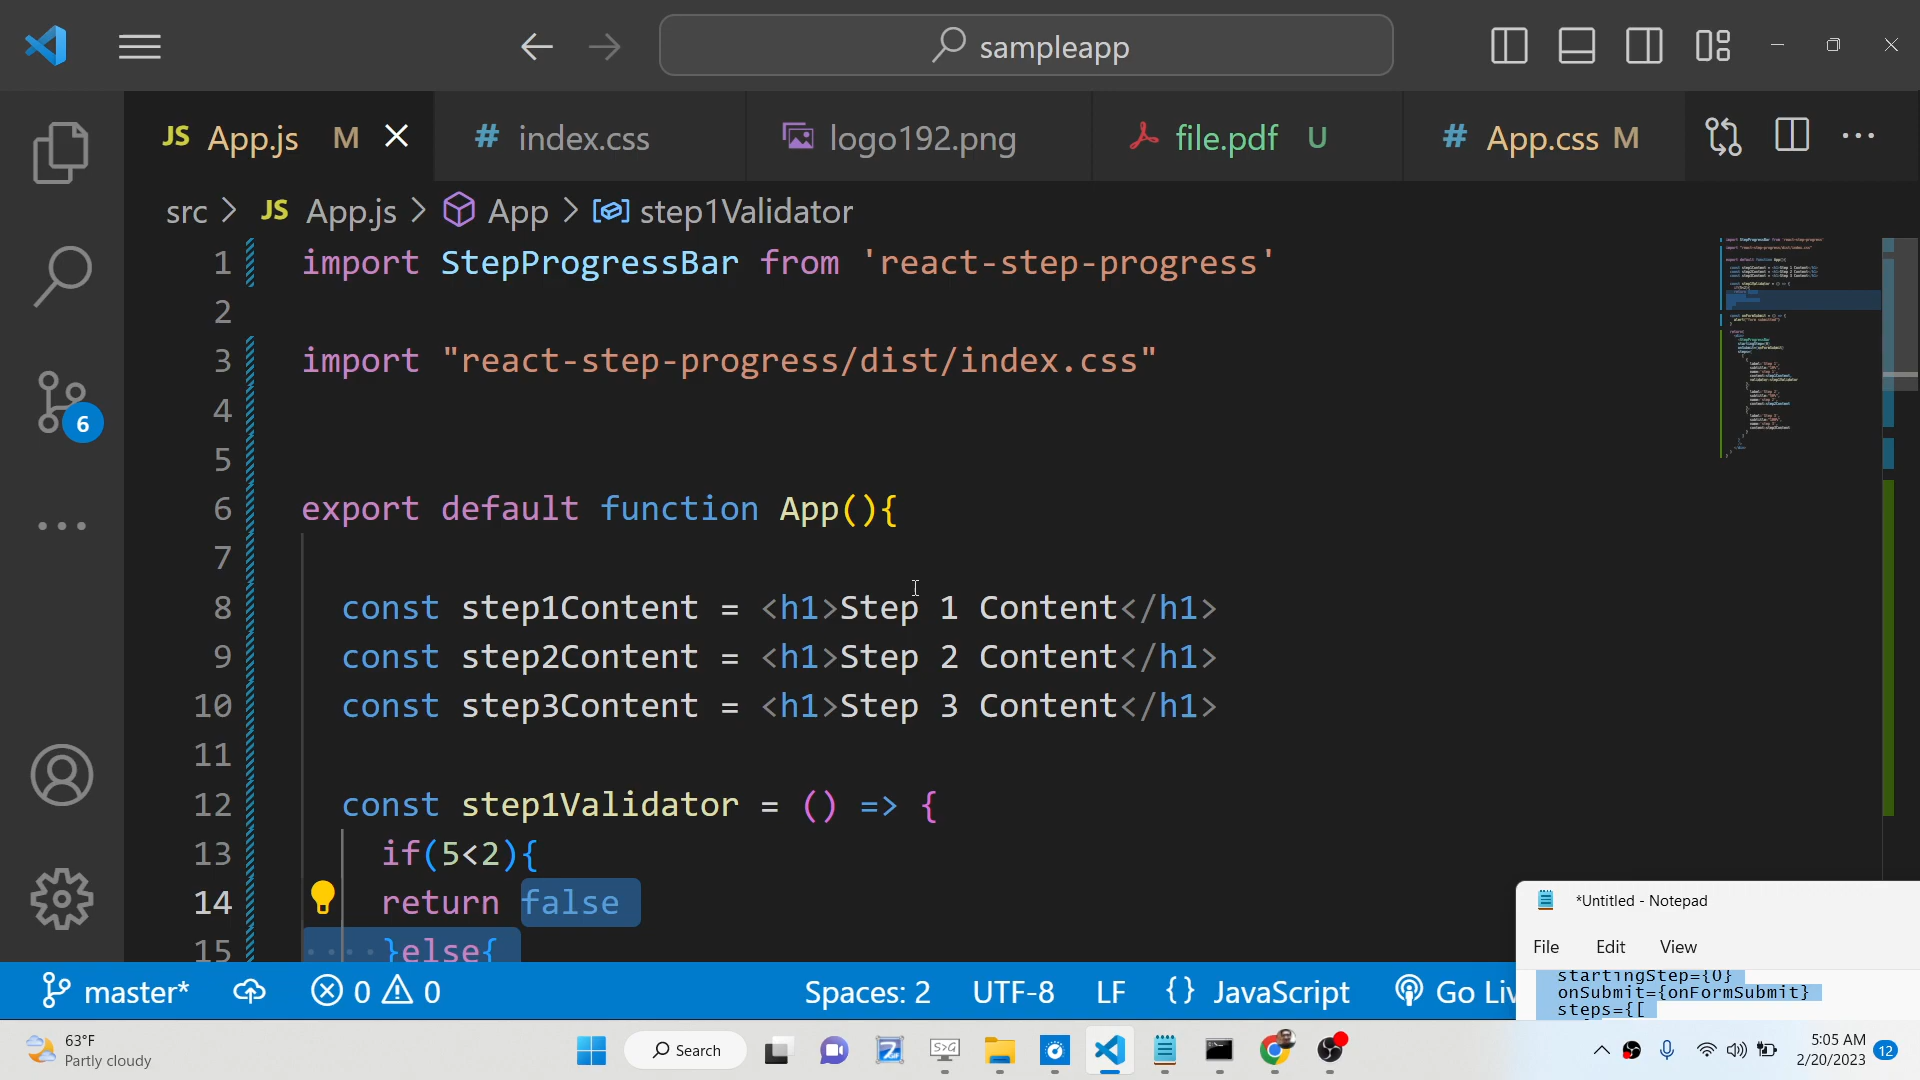 sampleapp
JS App.js M
# index.css
logo192.png
file.pdf U
# App.css M
src > JS App.js > App > step1Validator
1 import StepProgressBar from 'react-step-progress'
2
3 import "react-step-progress/dist/index.css"
4
5
6 export default function App(){
7
8 const step1Content = <h1>Step 1 Content</h1>
9 const step2Content = <h1>Step 2 Content</h1>
10 const step3Content = <h1>Step 3 Content</h1>
11
12 const step1Validator = () => {
13 if(5<2){
14 return false
15 ····}else{
6
*Untitled - Notepad
File Edit View
startingStep={0}
onSubmit={onFormSubmit}
steps={[
master* 0 0 Spaces: 2 UTF-8 LF {} JavaScript Go Liv
63°F
Partly cloudy
Search
5:05 AM
2/20/2023
12